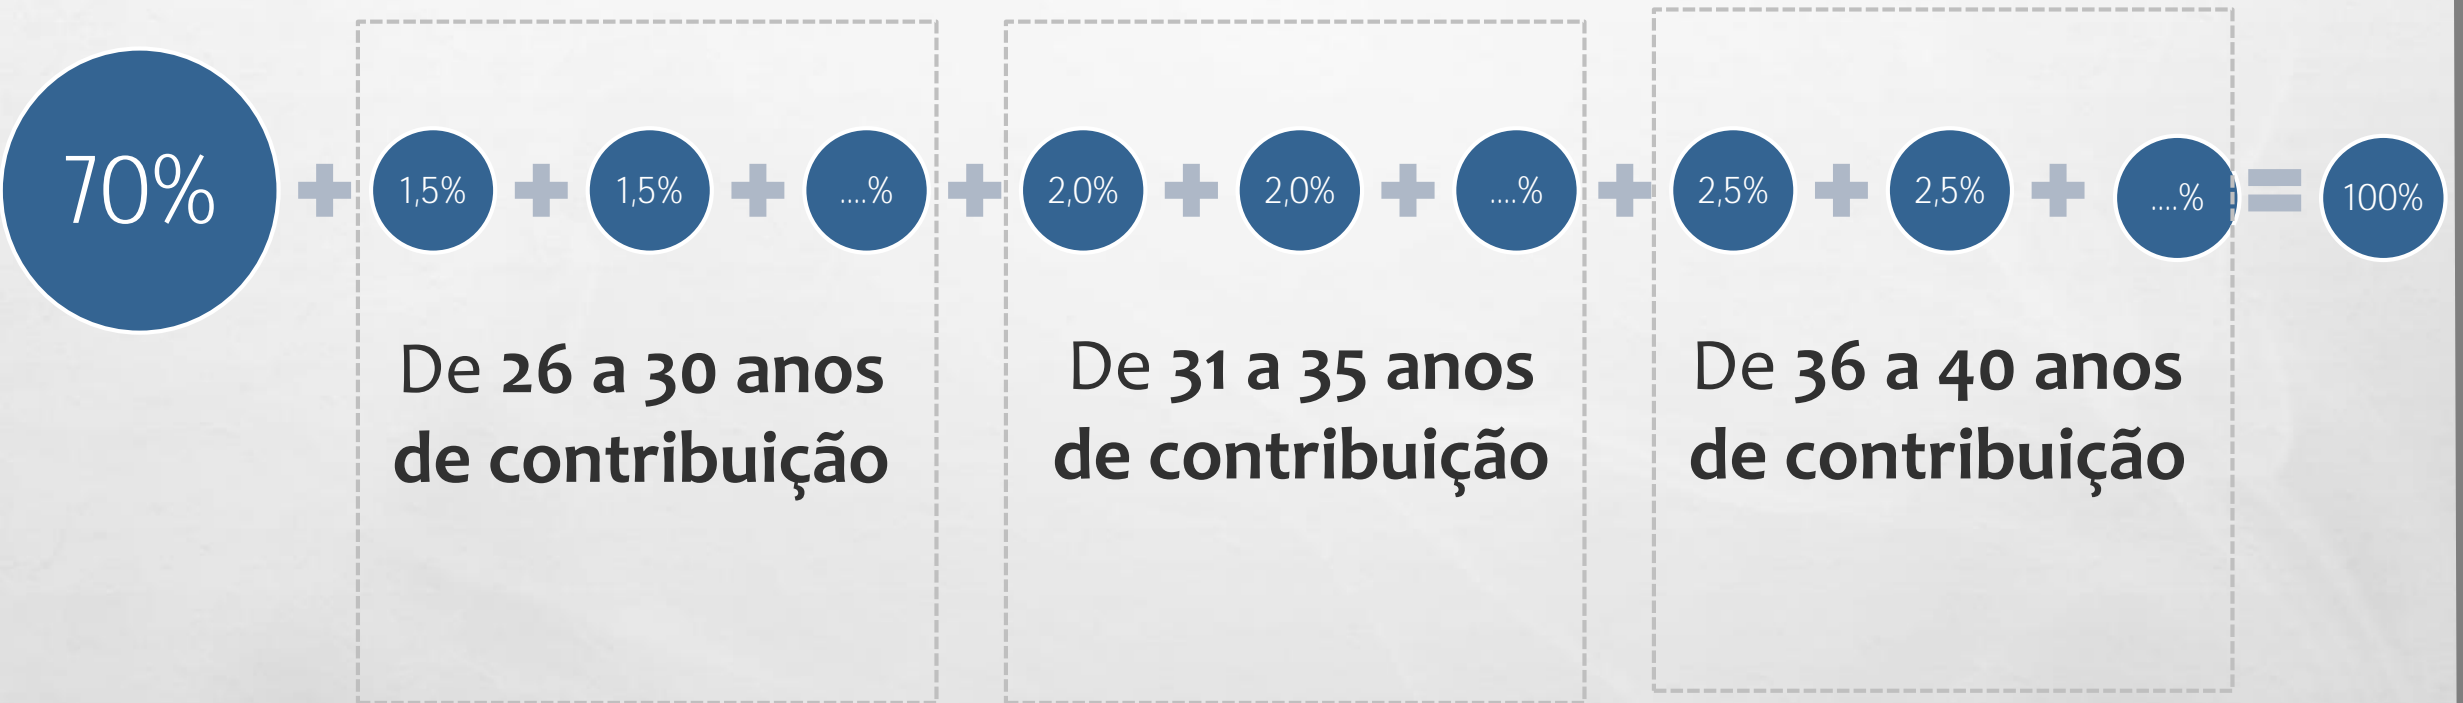 70%
1,5%
1,5%
....%
2,0%
2,0%
....%
2,5%
2,5%
....%
100%
De 26 a 30 anos
de contribuição
De 31 a 35 anos
de contribuição
De 36 a 40 anos
de contribuição